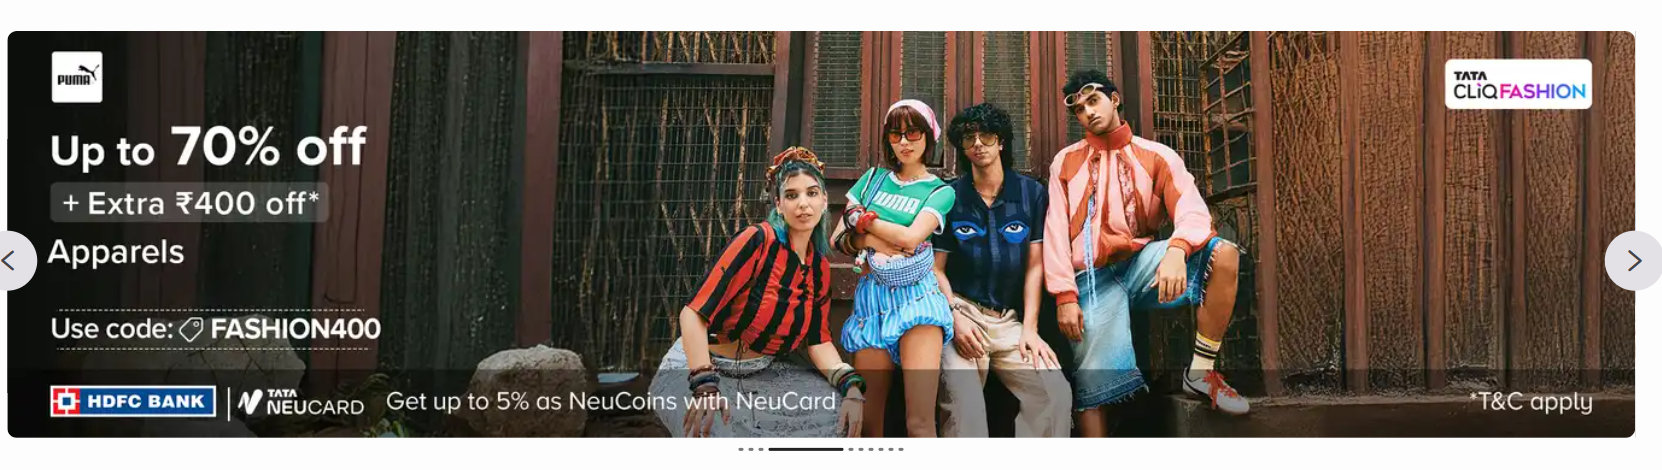 PUMA
Up to 70% off
+ Extra ₹400 off*
Apparels
Use code: FASHION400
HDFC BANK
TATA
NEUCARD
Get up to 5% as NeuCoins with NeuCard
TATA
CLiQ FASHION
PUMA
*T&C apply